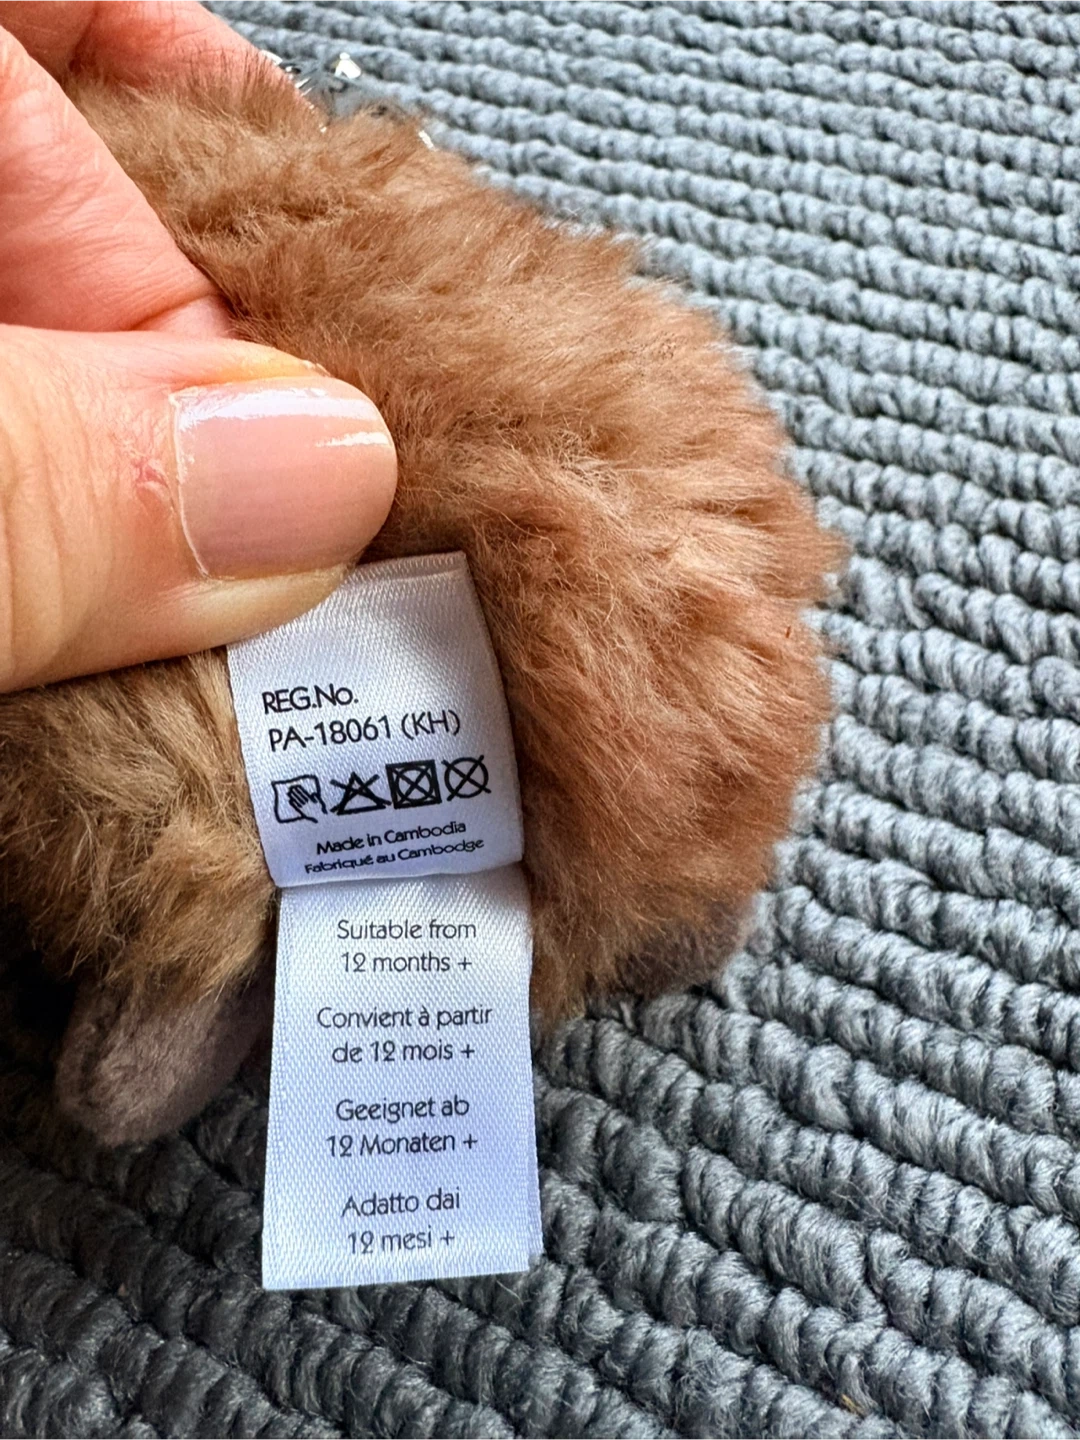 REG.No.
PA-18061 (KH)
Made in Cambodia
Fabriqué au Cambodge
Suitable from
12 months +
Convient à partir
de 12 mois +
Geeignet ab
12 Monaten +
Adatto dai
12 mesi +